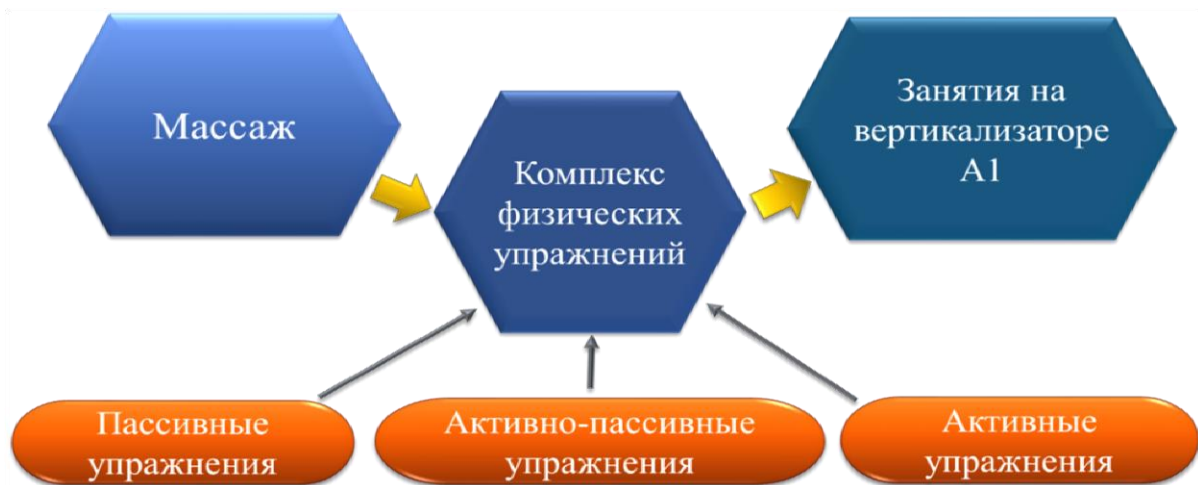 Массаж
Комплекс
физических
упражнений
Занятия на
вертикализаторе
А1
Пассивные
упражнения
Активно-пассивные
упражнения
Активные
упражнения